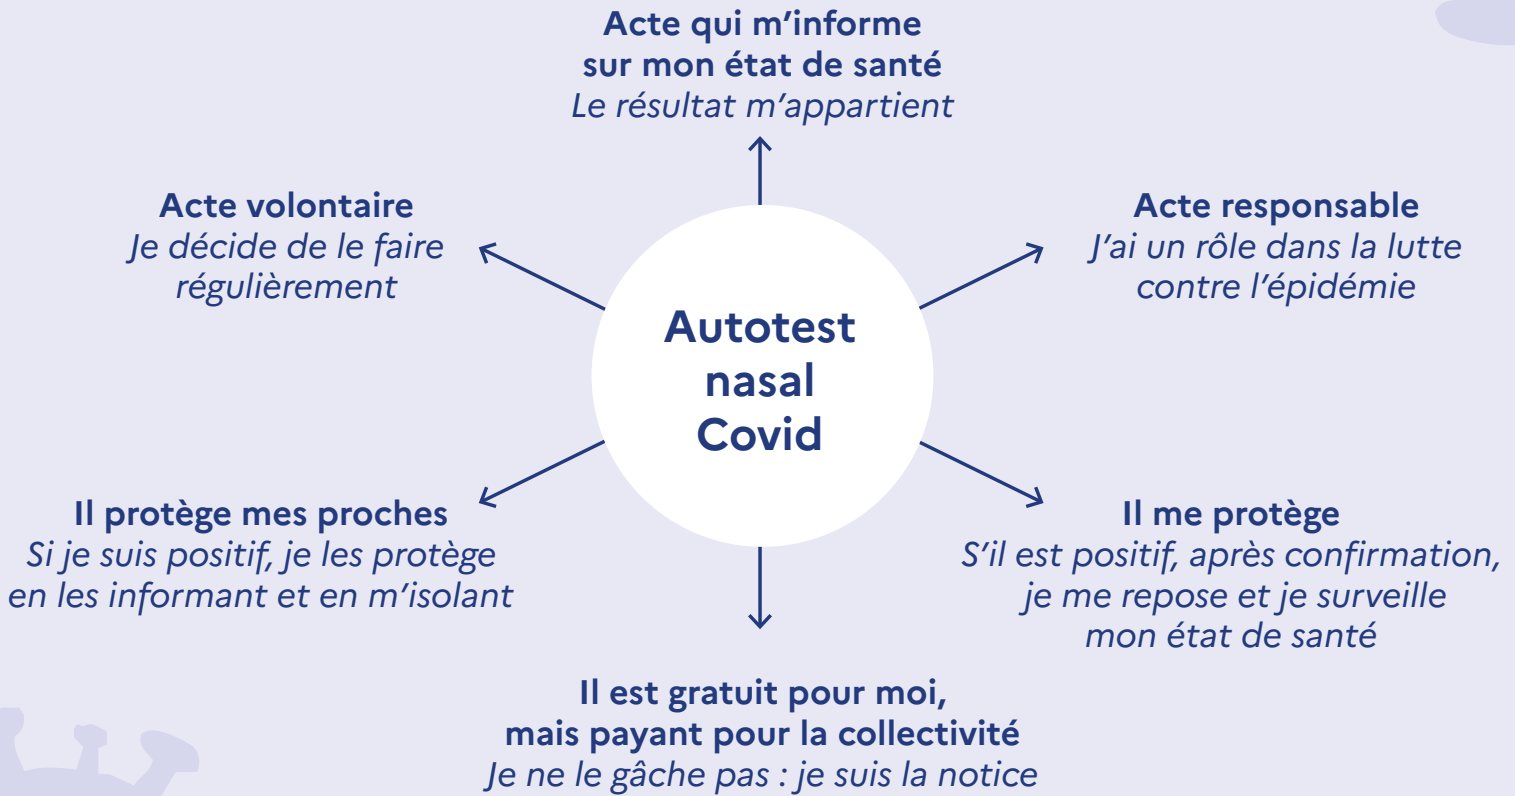 Acte qui m’informe
sur mon état de santé
Le résultat m’appartient
Acte volontaire
Je décide de le faire
régulièrement
Acte responsable
J’ai un rôle dans la lutte
contre l’épidémie
Autotest
nasal
Covid
Il protège mes proches
Si je suis positif, je les protège
en les informant et en m’isolant
Il me protège
S’il est positif, après confirmation,
je me repose et je surveille
mon état de santé
Il est gratuit pour moi,
mais payant pour la collectivité
Je ne le gâche pas : je suis la notice